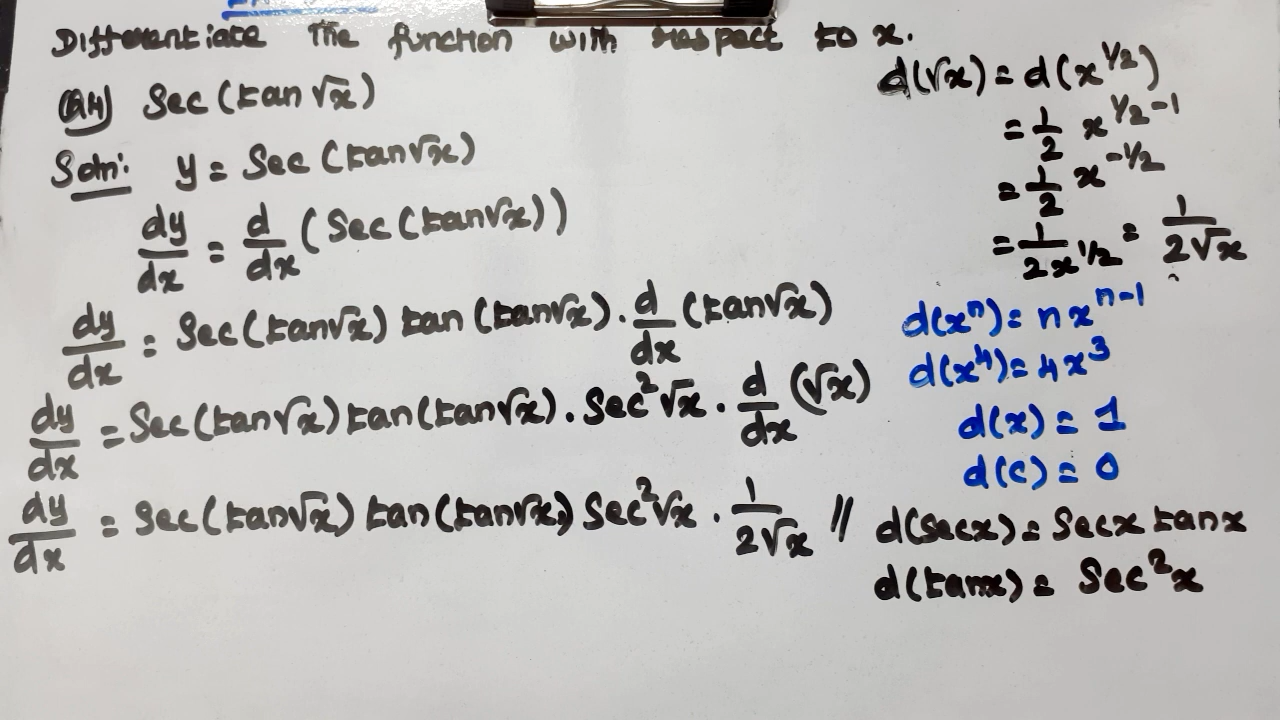 Differentiate The function with respect to x.
Q4) Sec (tan √x)
Soln: y = Sec (tan√x)
dy/dx = d/dx (Sec (tan√x))
dy/dx = Sec (tan√x) tan (tan√x) . d/dx (tan√x)
dy/dx = Sec (tan√x) tan (tan√x) . Sec²√x . d/dx (√x)
dy/dx = Sec (tan√x) tan (tan√x) Sec²√x . 1/2√x //
d(√x) = d(x^1/2)
= 1/2 x^1/2-1
= 1/2 x^-1/2
= 1/2x^1/2 = 1/2√x
d(xⁿ) = nx^n-1
d(x⁴) = 4x³
d(x) = 1
d(c) = 0
d(secx) = Secx tanx
d(tanx) = Sec²x